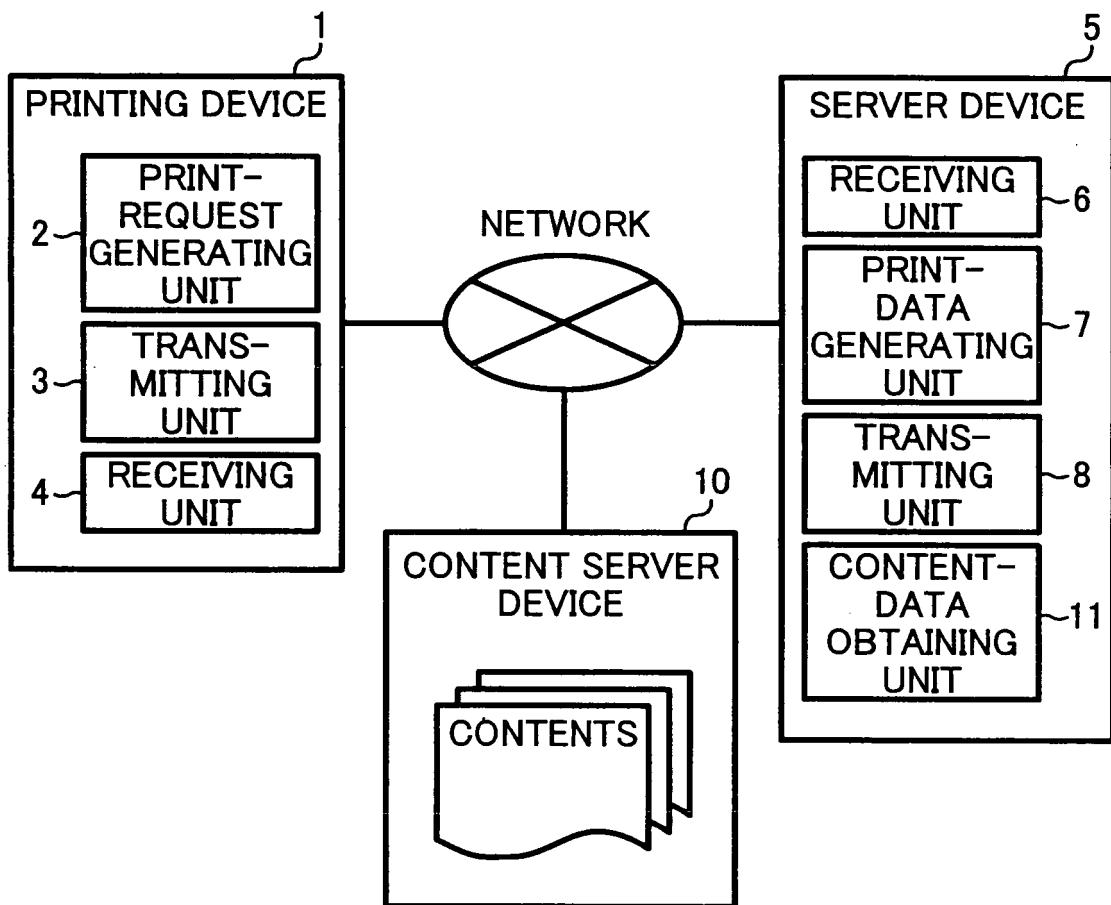 1
PRINTING DEVICE
2
PRINT-
REQUEST
GENERATING
UNIT
3
TRANS-
MITTING
UNIT
4
RECEIVING
UNIT
NETWORK
10
CONTENT SERVER
DEVICE
CONTENTS
5
SERVER DEVICE
RECEIVING
UNIT
6
PRINT-
DATA
GENERATING
UNIT
7
TRANS-
MITTING
UNIT
8
CONTENT-
DATA
OBTAINING
UNIT
11